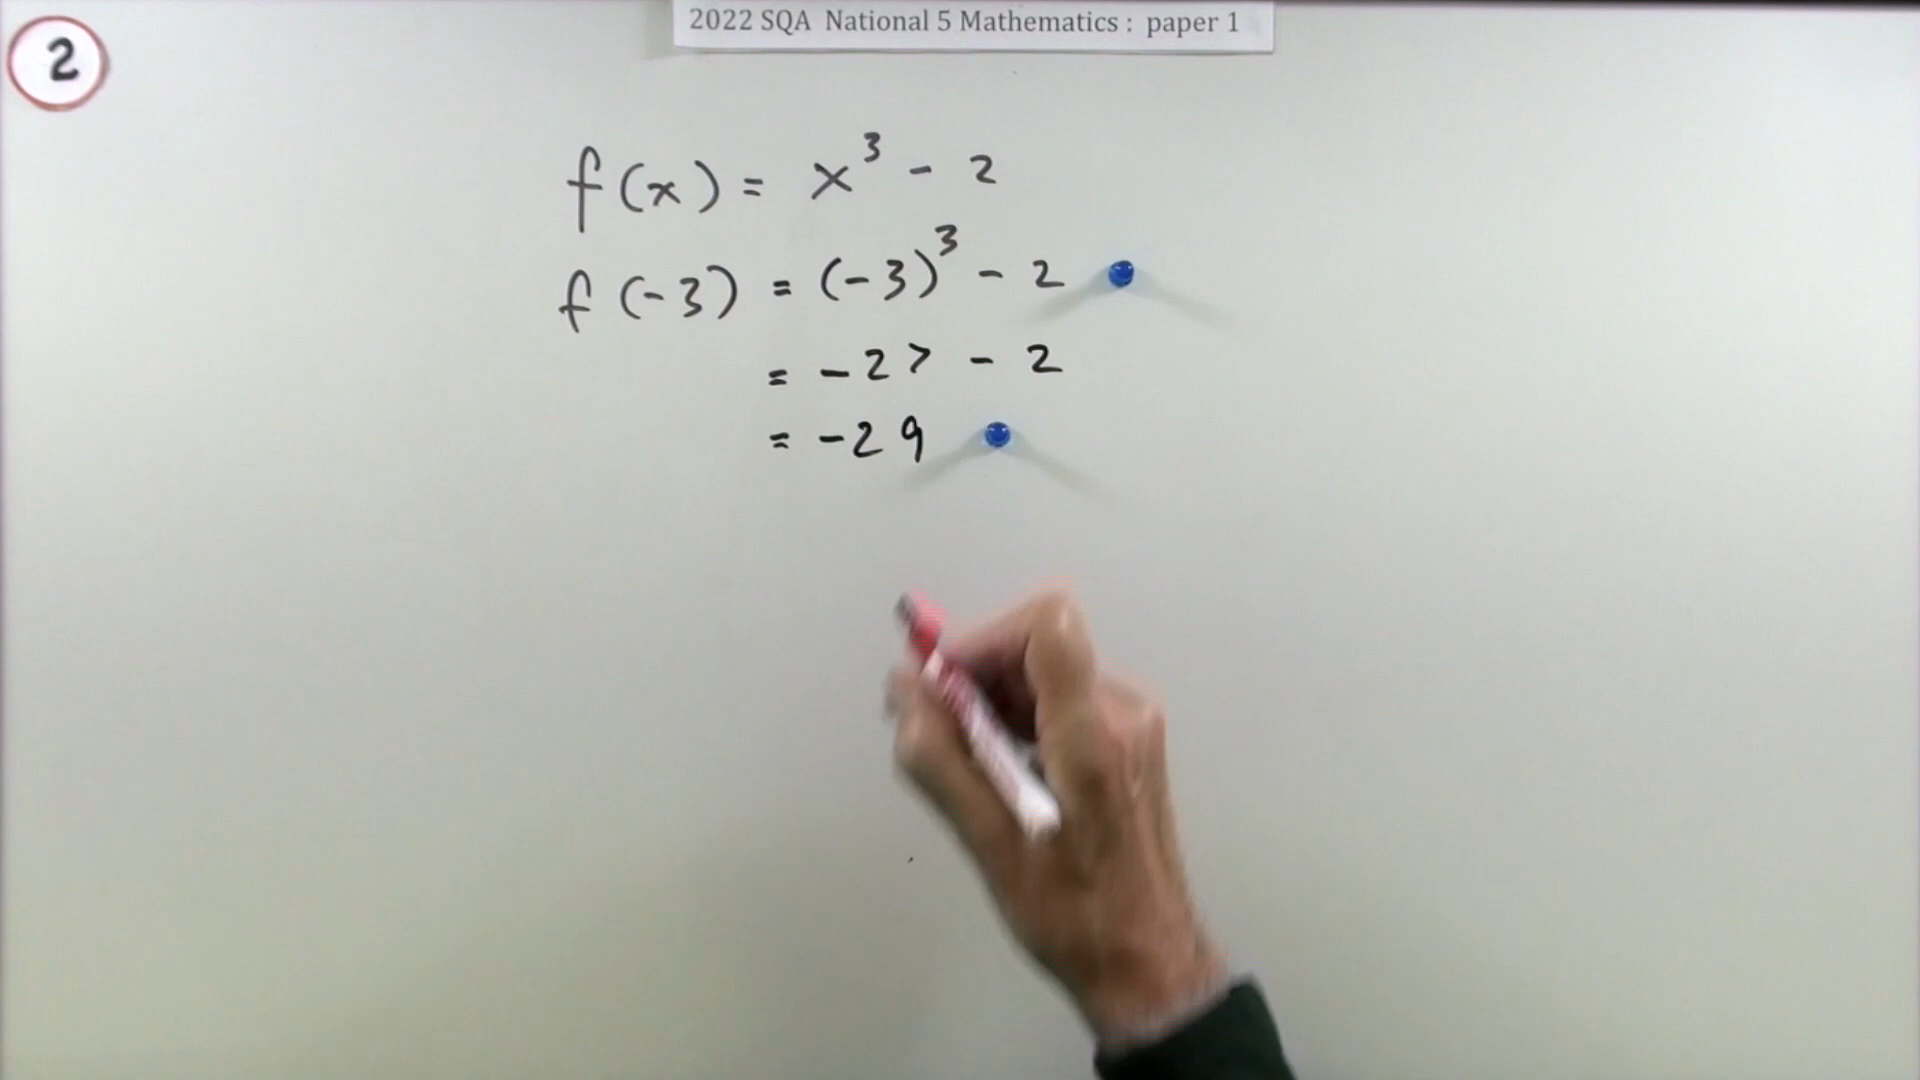 2022 SQA National 5 Mathematics : paper 1
2
f(x) = x³ - 2
f(-3) = (-3)³ - 2
= -27 - 2
= -29